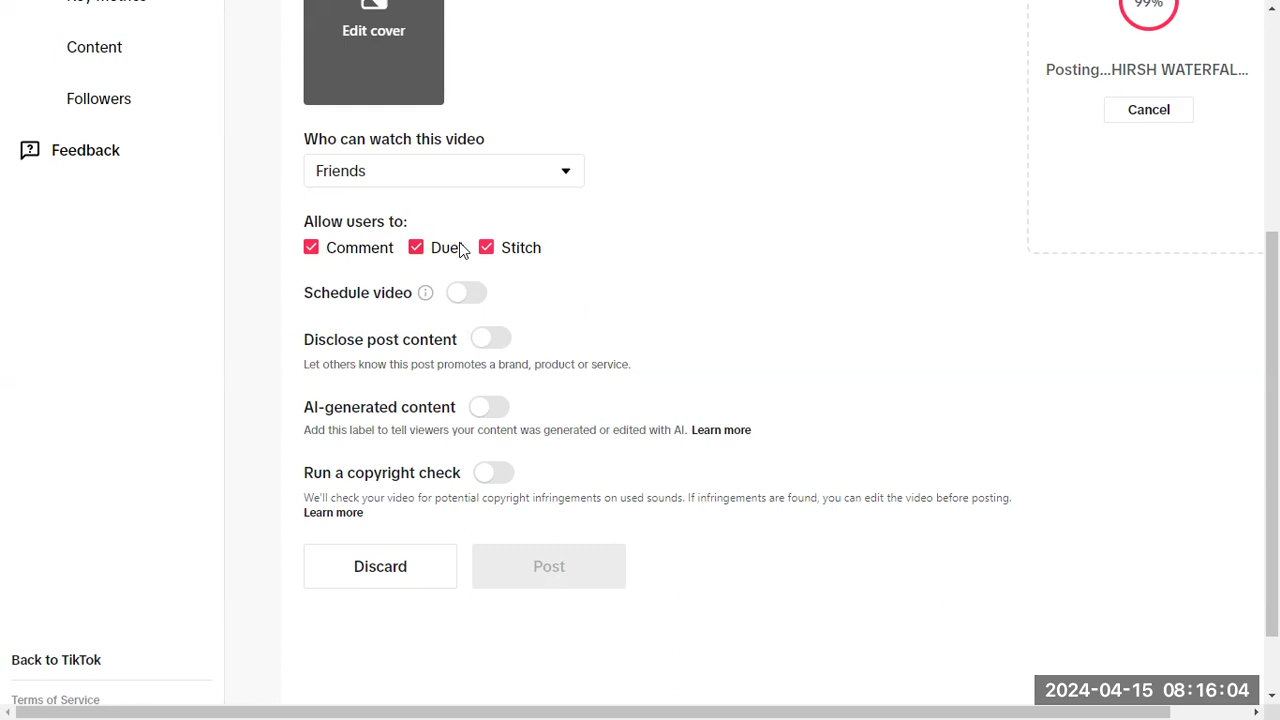 Content
Followers
Feedback
Back to TikTok
Terms of Service
Edit cover
Who can watch this video
Friends
Allow users to:
Comment Duet Stitch
Schedule video
Disclose post content
Let others know this post promotes a brand, product or service.
AI-generated content
Add this label to tell viewers your content was generated or edited with AI. Learn more
Run a copyright check
We'll check your video for potential copyright infringements on used sounds. If infringements are found, you can edit the video before posting.
Learn more
Discard Post
99%
Posting...HIRSH WATERFAL...
Cancel
2024-04-15 08:16:04